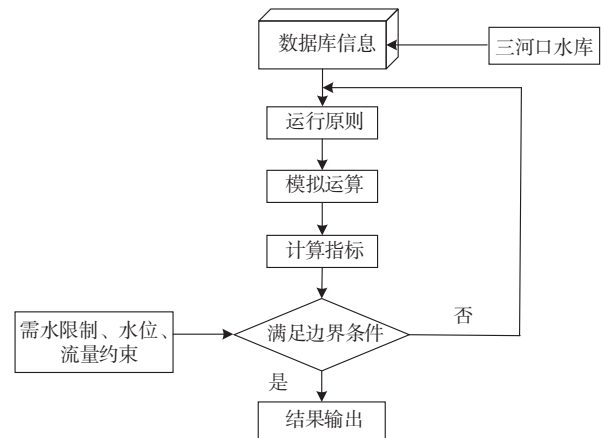 数据库信息
三河口水库
运行原则
模拟运算
计算指标
需水限制、水位、
流量约束
满足边界条件
否
是
结果输出